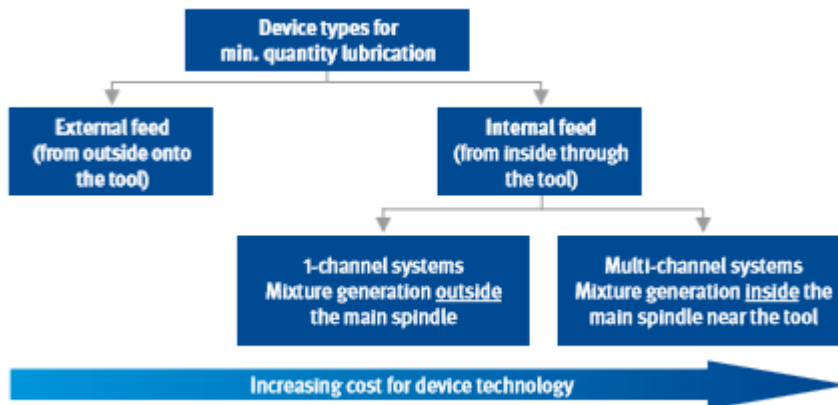 Device types for
min. quantity lubrication
External feed
(from outside onto
the tool)
Internal feed
(from inside through
the tool)
1-channel systems
Mixture generation outside
the main spindle
Multi-channel systems
Mixture generation inside the
main spindle near the tool
Increasing cost for device technology